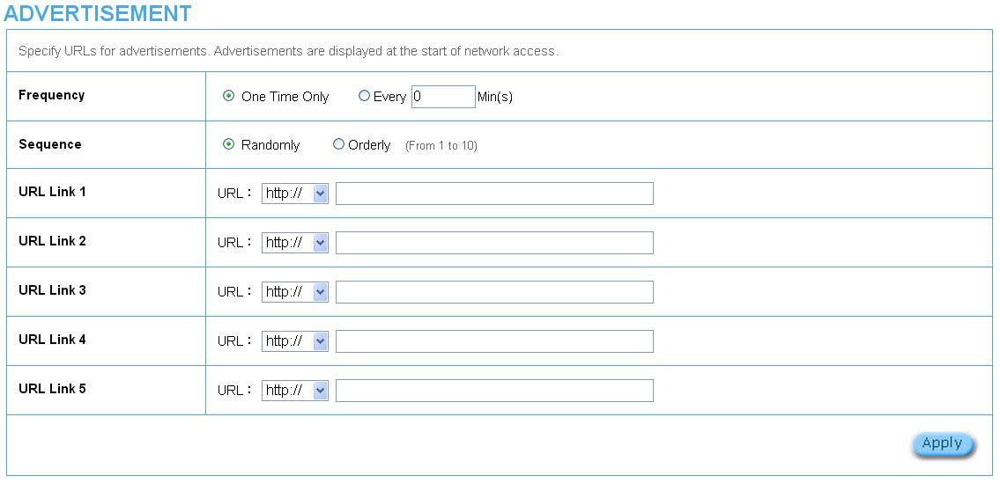 ADVERTISEMENT
Specify URLs for advertisements. Advertisements are displayed at the start of network access.
Frequency One Time Only Every 0 Min(s)
Sequence Randomly Orderly (From 1 to 10)
URL Link 1 URL : http://
URL Link 2 URL : http://
URL Link 3 URL : http://
URL Link 4 URL : http://
URL Link 5 URL : http://
Apply